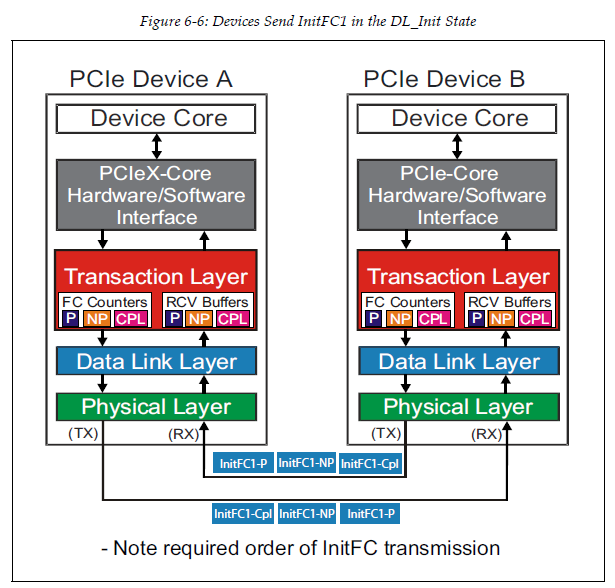 Figure 6-6: Devices Send InitFC1 in the DL_Init State
PCIe Device A
Device Core
PCIeX-Core
Hardware/Software
Interface
Transaction Layer
FC Counters
P NP CPL
RCV Buffers
P NP CPL
Data Link Layer
Physical Layer
(TX)
(RX)
PCIe Device B
Device Core
PCIe-Core
Hardware/Software
Interface
Transaction Layer
FC Counters
P NP CPL
RCV Buffers
P NP CPL
Data Link Layer
Physical Layer
(TX)
(RX)
InitFC1-P InitFC1-NP InitFC1-Cpl
InitFC1-Cpl InitFC1-NP InitFC1-P
- Note required order of InitFC transmission